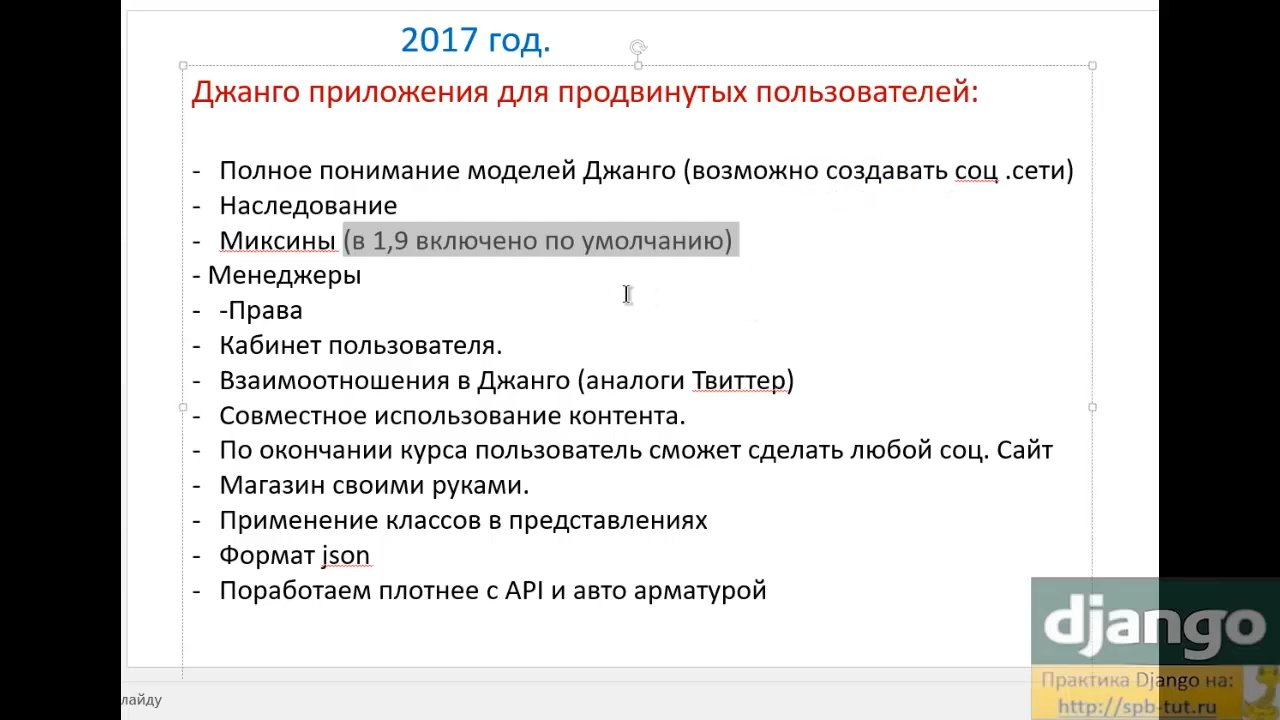 2017 год.
Джанго приложения для продвинутых пользователей:
- Полное понимание моделей Джанго (возможно создавать соц .сети)
- Наследование
- Миксины (в 1,9 включено по умолчанию)
- Менеджеры
- -Права
- Кабинет пользователя.
- Взаимоотношения в Джанго (аналоги Твиттер)
- Совместное использование контента.
- По окончании курса пользователь сможет сделать любой соц. Сайт
- Магазин своими руками.
- Применение классов в представлениях
- Формат json
- Поработаем плотнее с API и авто арматурой
django
Практика Django на:
http://spb-tut.ru
лайду